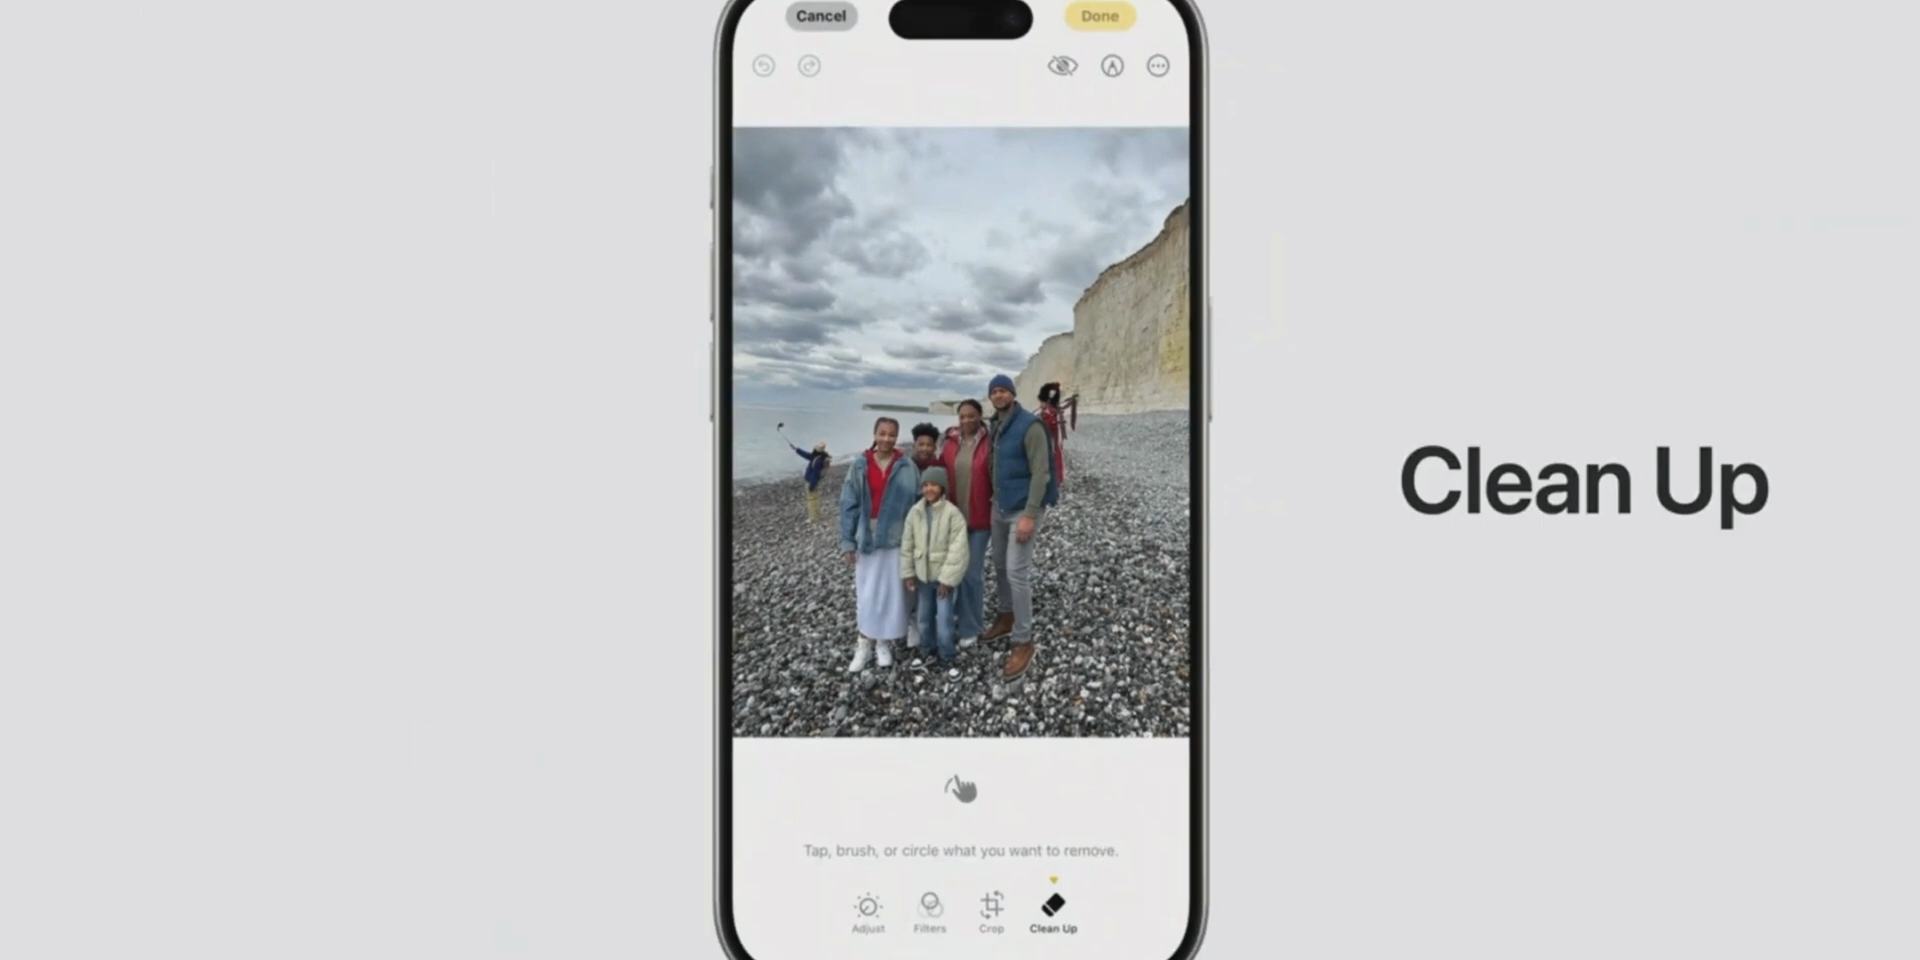 Cancel
Done
Clean Up
Tap, brush, or circle what you want to remove.
Adjust
Filters
Crop
Clean Up